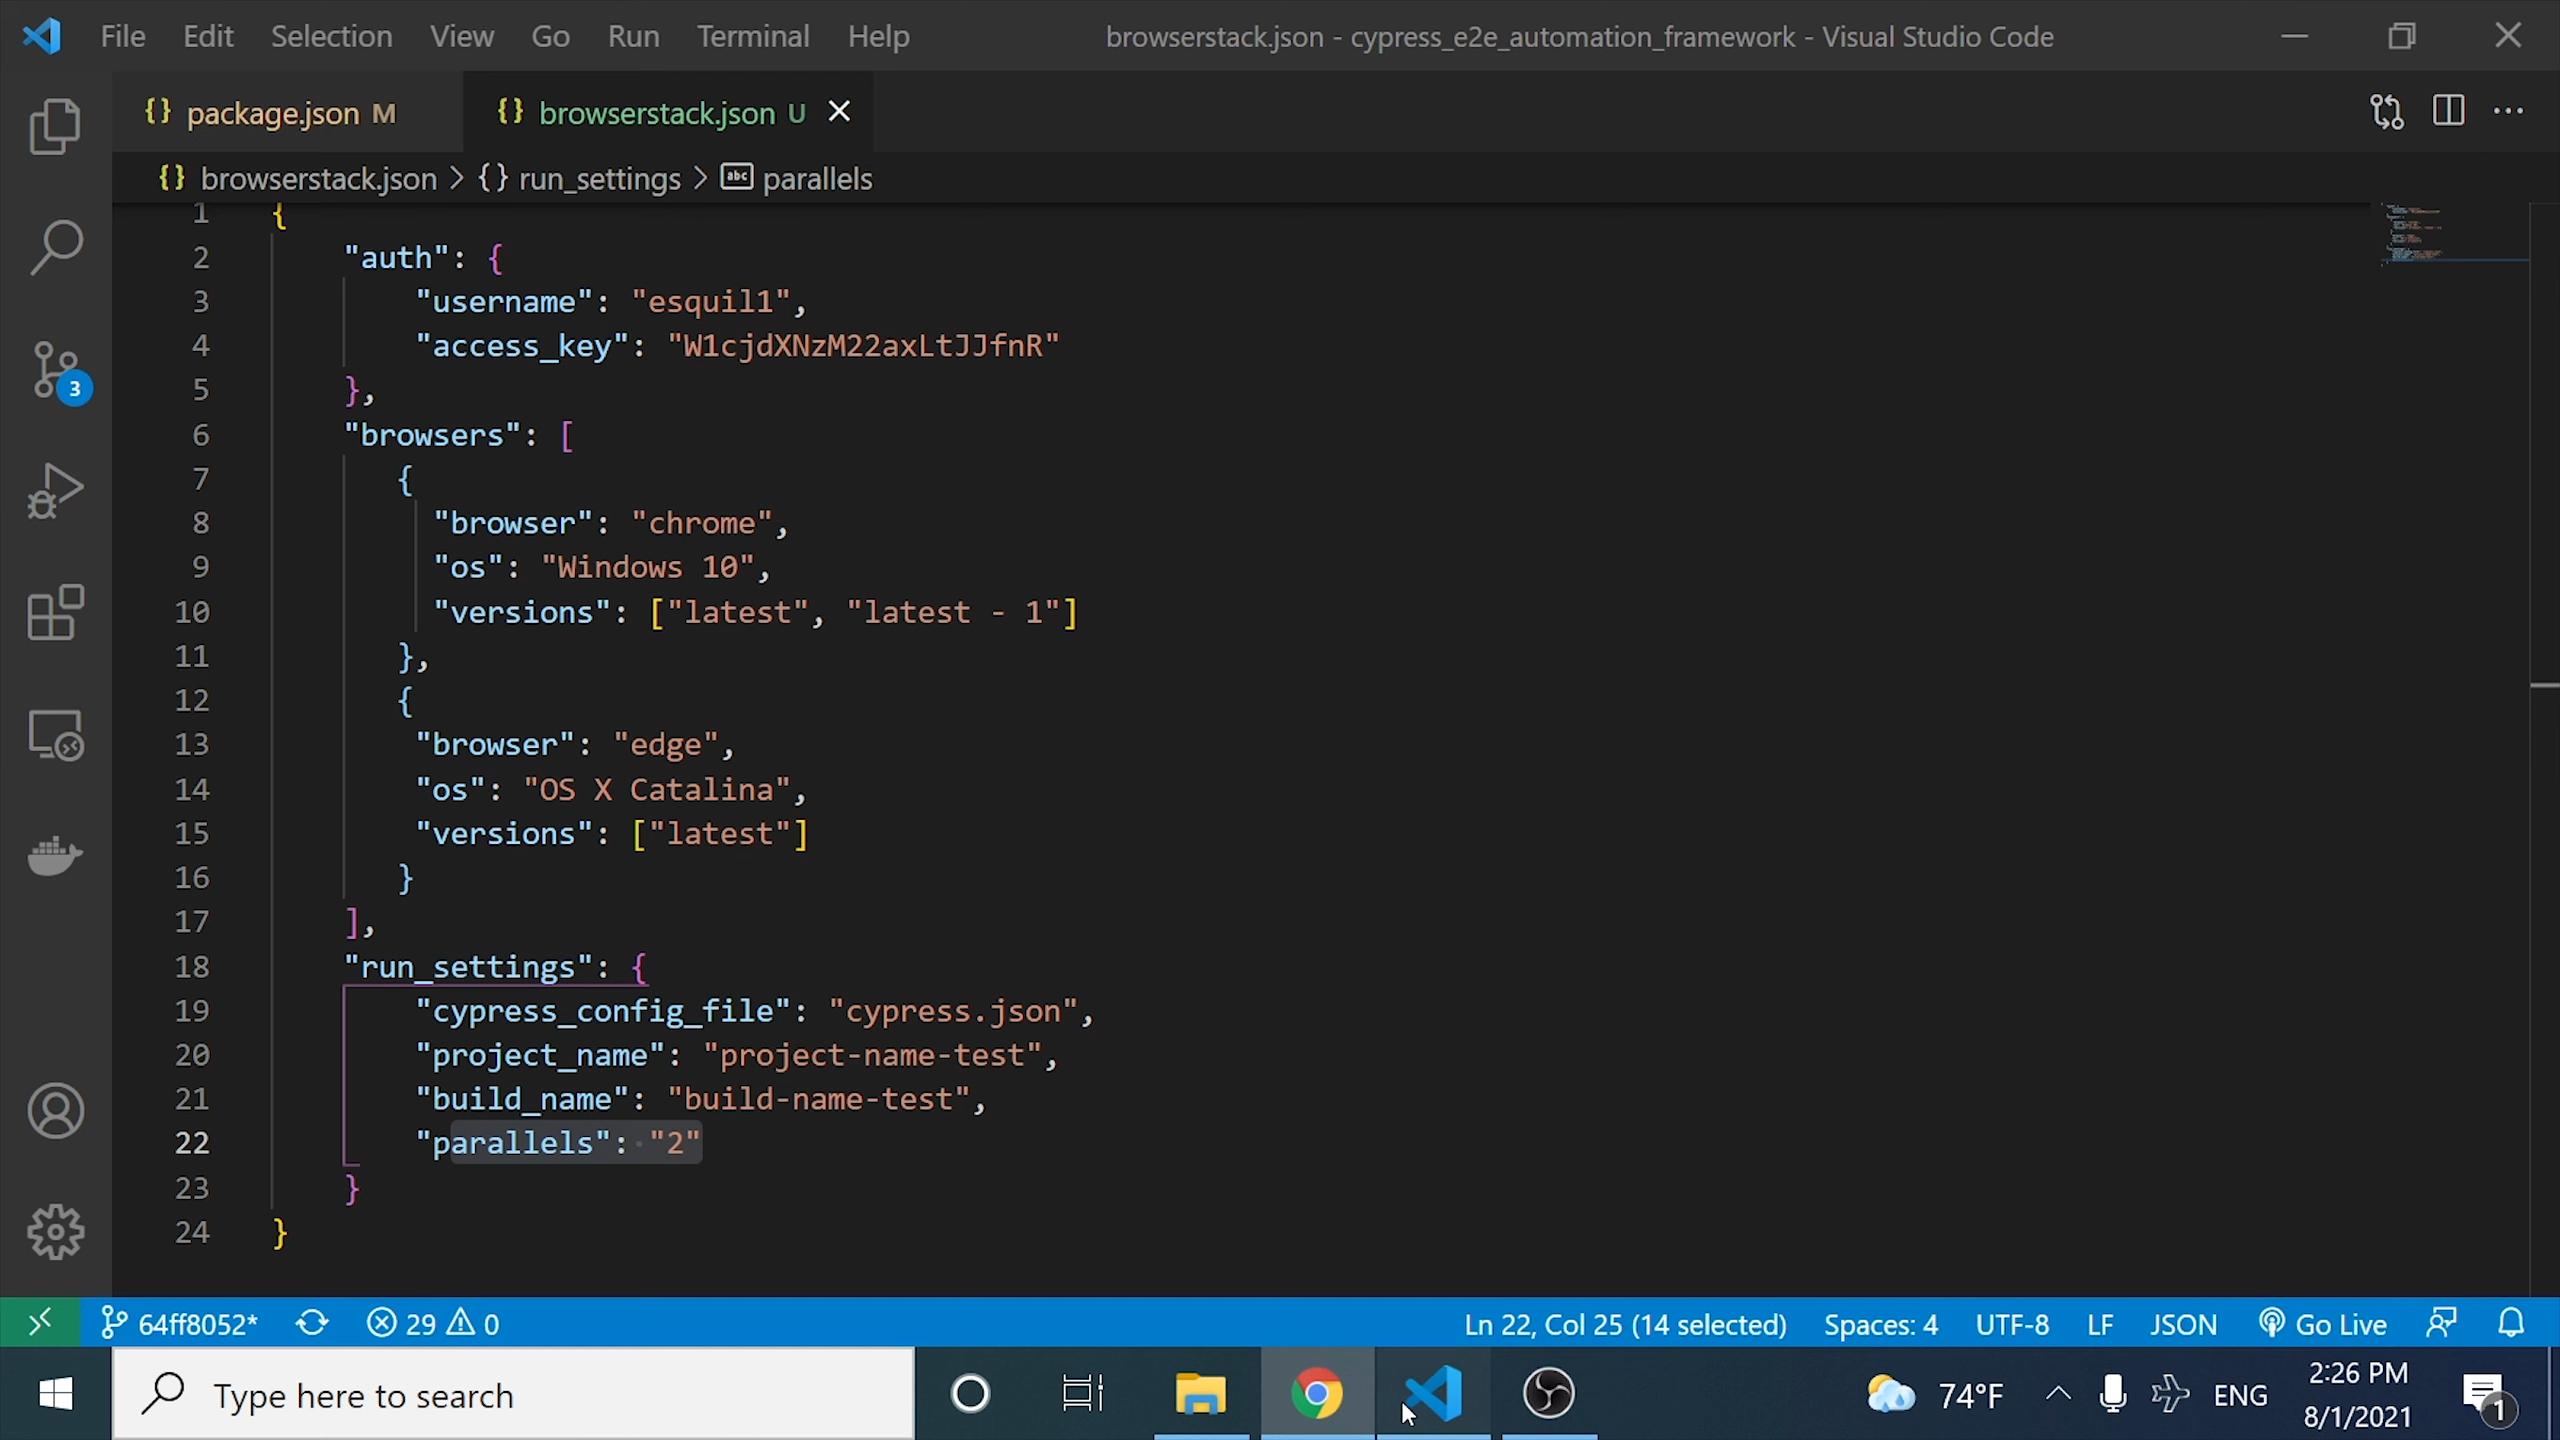 File Edit Selection View Go Run Terminal Help browserstack.json - cypress_e2e_automation_framework - Visual Studio Code
{} package.json M {} browserstack.json U
{} browserstack.json > {} run_settings > abc parallels
1 {
2 "auth": {
3 "username": "esquil1",
4 "access_key": "W1cjdXNzM22axLtJJfnR"
5 },
6 "browsers": [
7 {
8 "browser": "chrome",
9 "os": "Windows 10",
10 "versions": ["latest", "latest - 1"]
11 },
12 {
13 "browser": "edge",
14 "os": "OS X Catalina",
15 "versions": ["latest"]
16 }
17 ],
18 "run_settings": {
19 "cypress_config_file": "cypress.json",
20 "project_name": "project-name-test",
21 "build_name": "build-name-test",
22 "parallels": "2"
23 }
24 }
3
64ff8052* 29 0 Ln 22, Col 25 (14 selected) Spaces: 4 UTF-8 LF JSON Go Live
Type here to search 74°F ENG 2:26 PM
8/1/2021 1